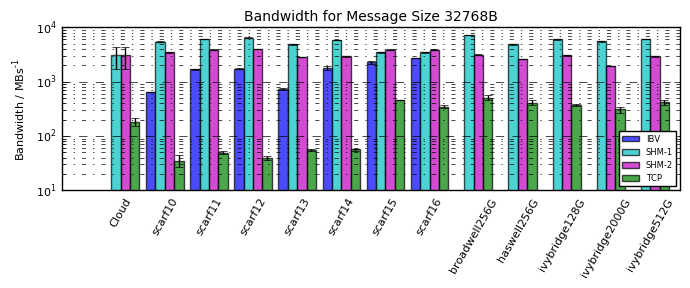 Bandwidth for Message Size 32768B
Bandwidth / MBs⁻¹
10⁴
10³
10²
10¹
IBV
SHM-1
SHM-2
TCP
Cloud
scarf10
scarf11
scarf12
scarf13
scarf14
scarf15
scarf16
broadwell256G
haswell256G
ivybridge128G
ivybridge2000G
ivybridge512G